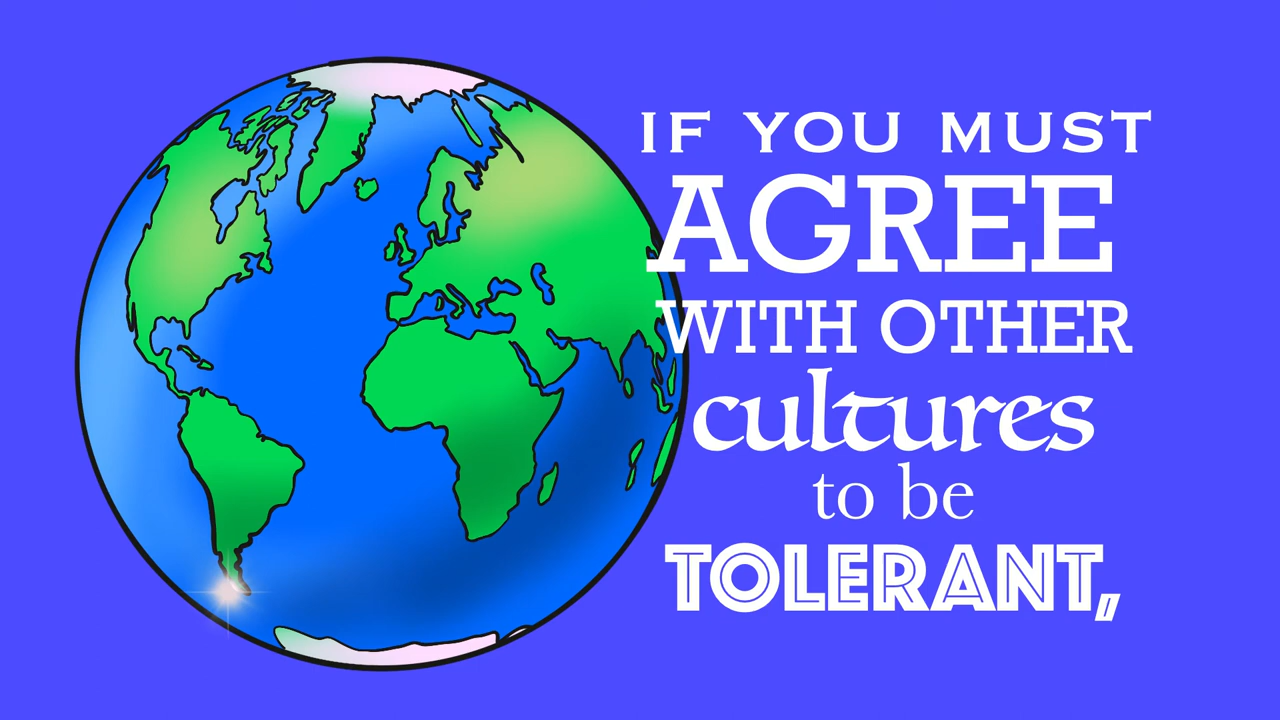 IF YOU MUST
AGREE
WITH OTHER
cultures
to be
TOLERANT,